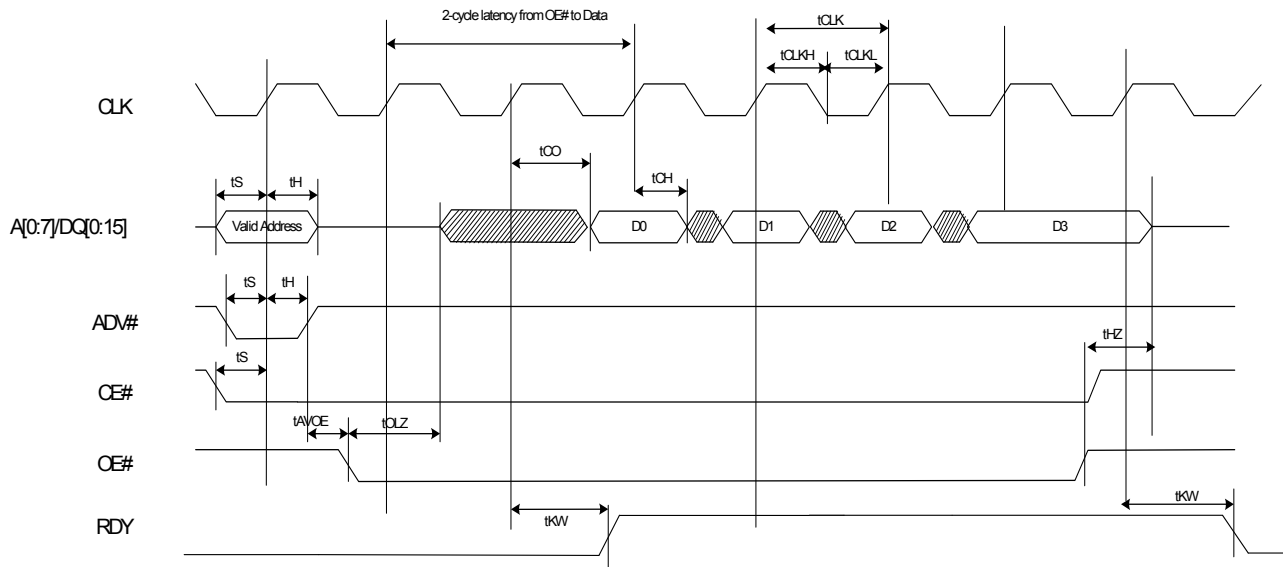 2-cycle latency from OE# to Data
tCLK
tCLKH
tCLKL
CLK
tCO
tS
tH
tCH
A[0:7]/DQ[0:15]
Valid Address
D0
D1
D2
D3
tS
tH
ADV#
tHZ
tS
CE#
tAVOE
tOLZ
OE#
tKW
tKW
RDY